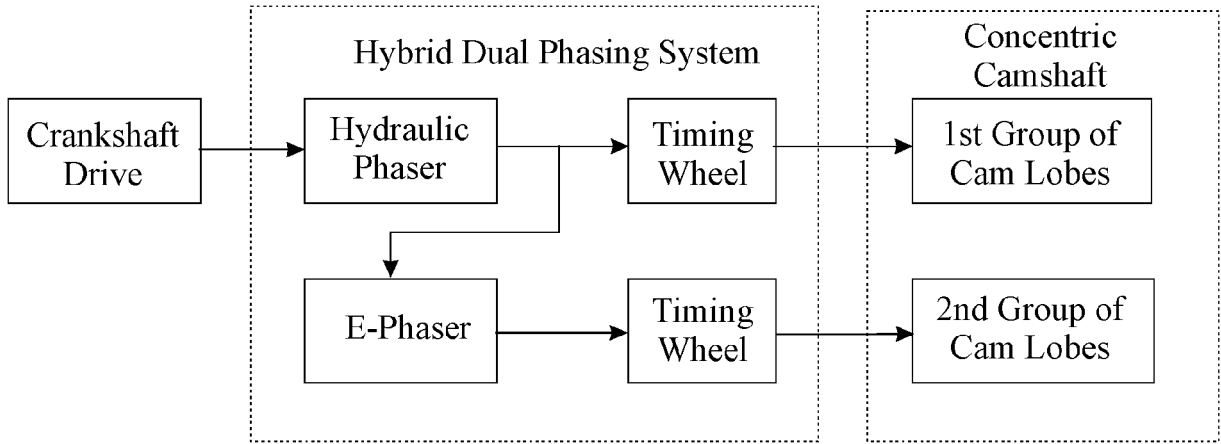 Hybrid Dual Phasing System
Concentric
Camshaft
Crankshaft
Drive
Hydraulic
Phaser
Timing
Wheel
1st Group of
Cam Lobes
E-Phaser
Timing
Wheel
2nd Group of
Cam Lobes